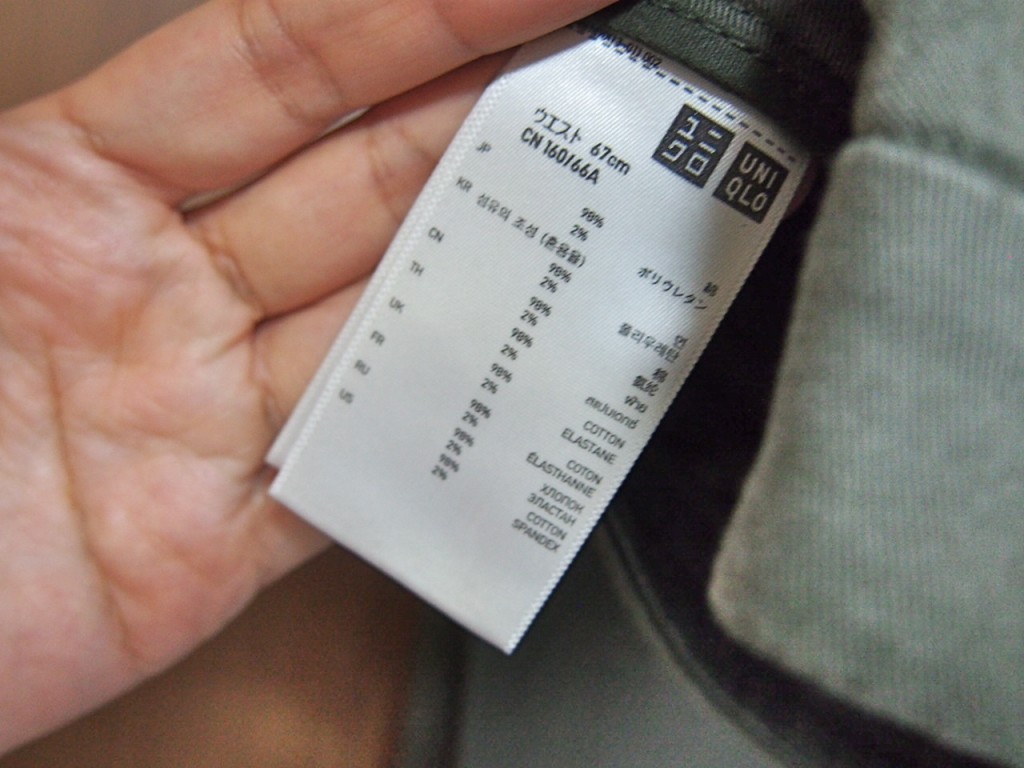 ユニ
クロ
UNI
QLO
ウエスト 67cm
CN 160/66A
JP
98% 綿
2% ポリウレタン
KR 섬유의 조성 (혼용율)
98% 면
2% 폴리우레탄
CN 98% 棉
2% 氨纶
TH 98% ฝ้าย
2% สแปนเดกซ์
UK 98% COTTON
2% ELASTANE
FR 98% COTON
2% ÉLASTHANNE
RU 98% ХЛОПОК
2% ЭЛАСТАН
US 98% COTTON
2% SPANDEX